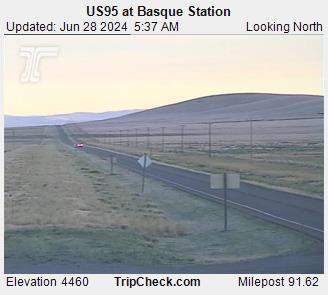 US95 at Basque Station
Updated: Jun 28 2024 5:37 AM Looking North
Elevation 4460 TripCheck.com Milepost 91.62